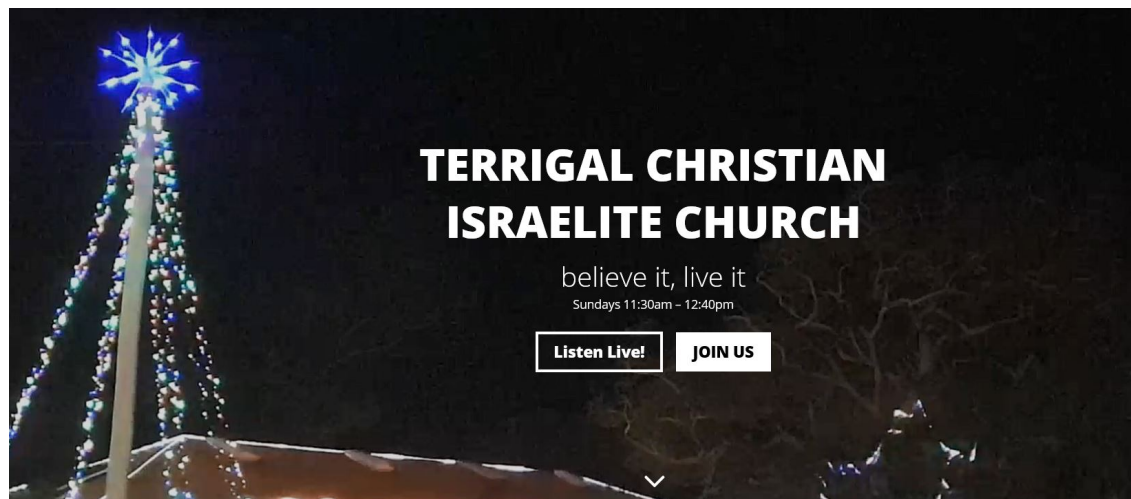 TERRIGAL CHRISTIAN
ISRAELITE CHURCH
believe it, live it
Sundays 11:30am – 12:40pm
Listen Live! JOIN US